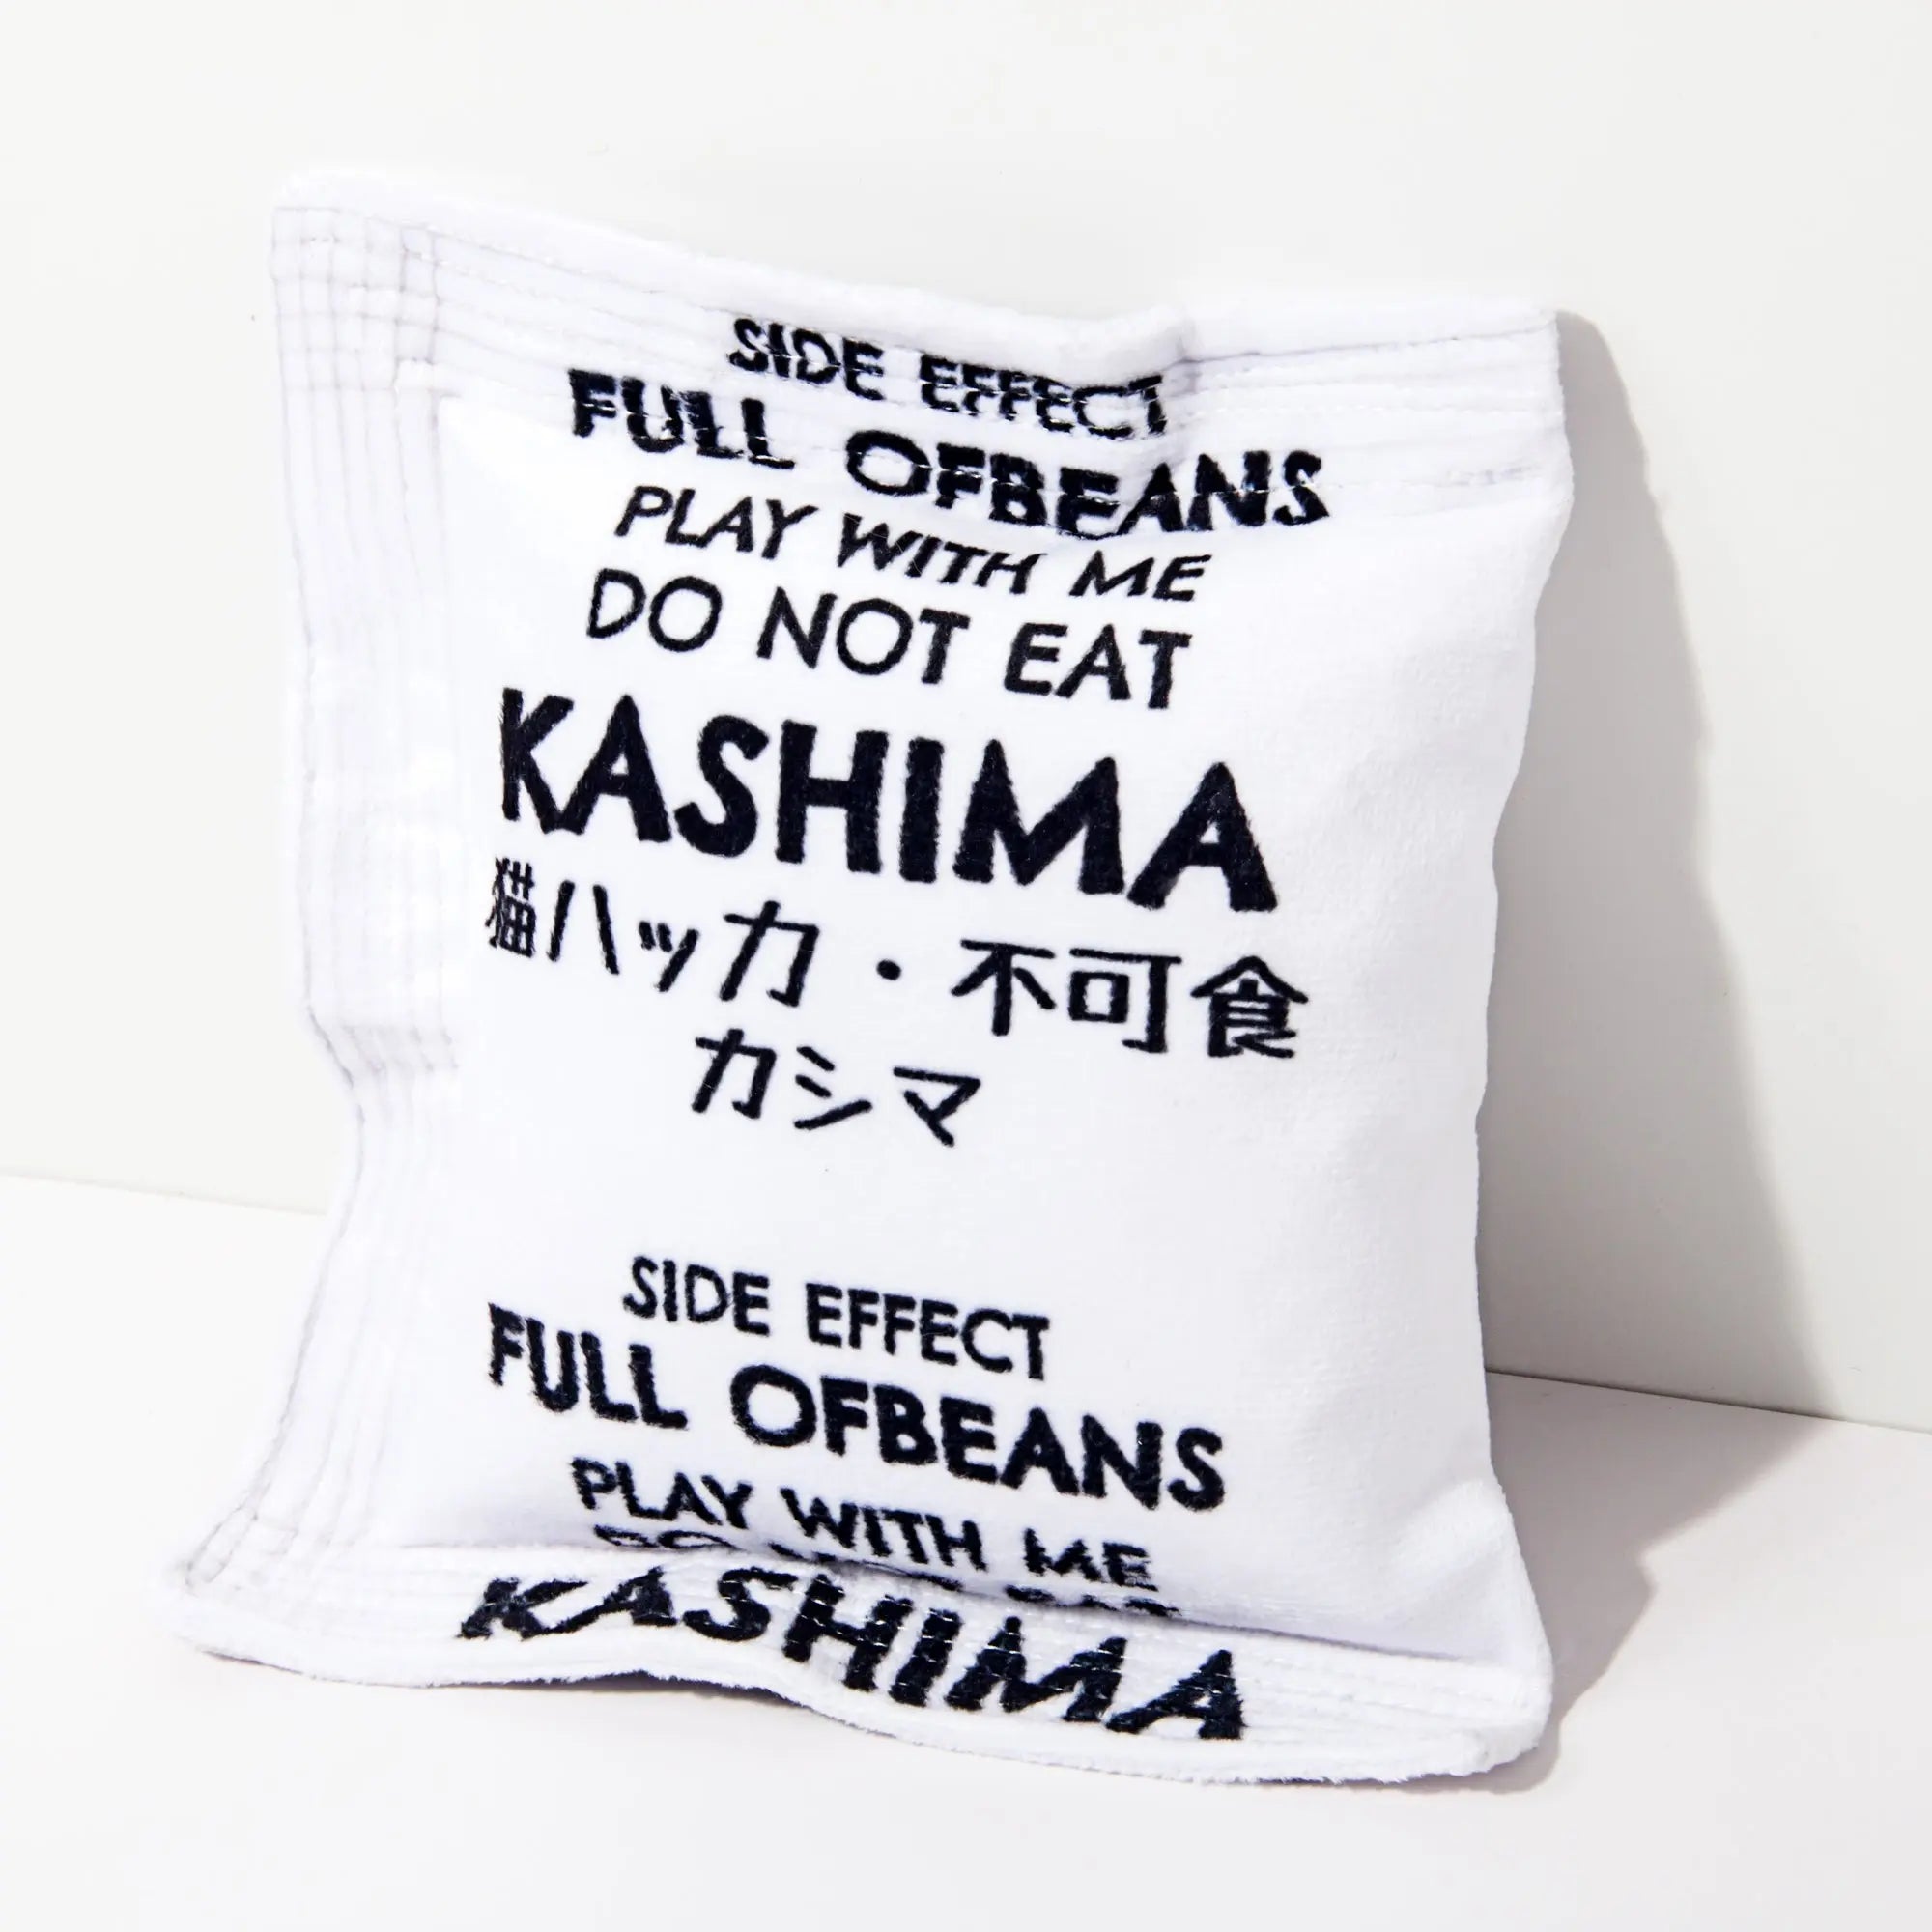 SIDE EFFECT
FULL OFBEANS
PLAY WITH ME
DO NOT EAT
KASHIMA
猫ハッカ・不可食
カシマ
SIDE EFFECT
FULL OFBEANS
PLAY WITH ME
KASHIMA